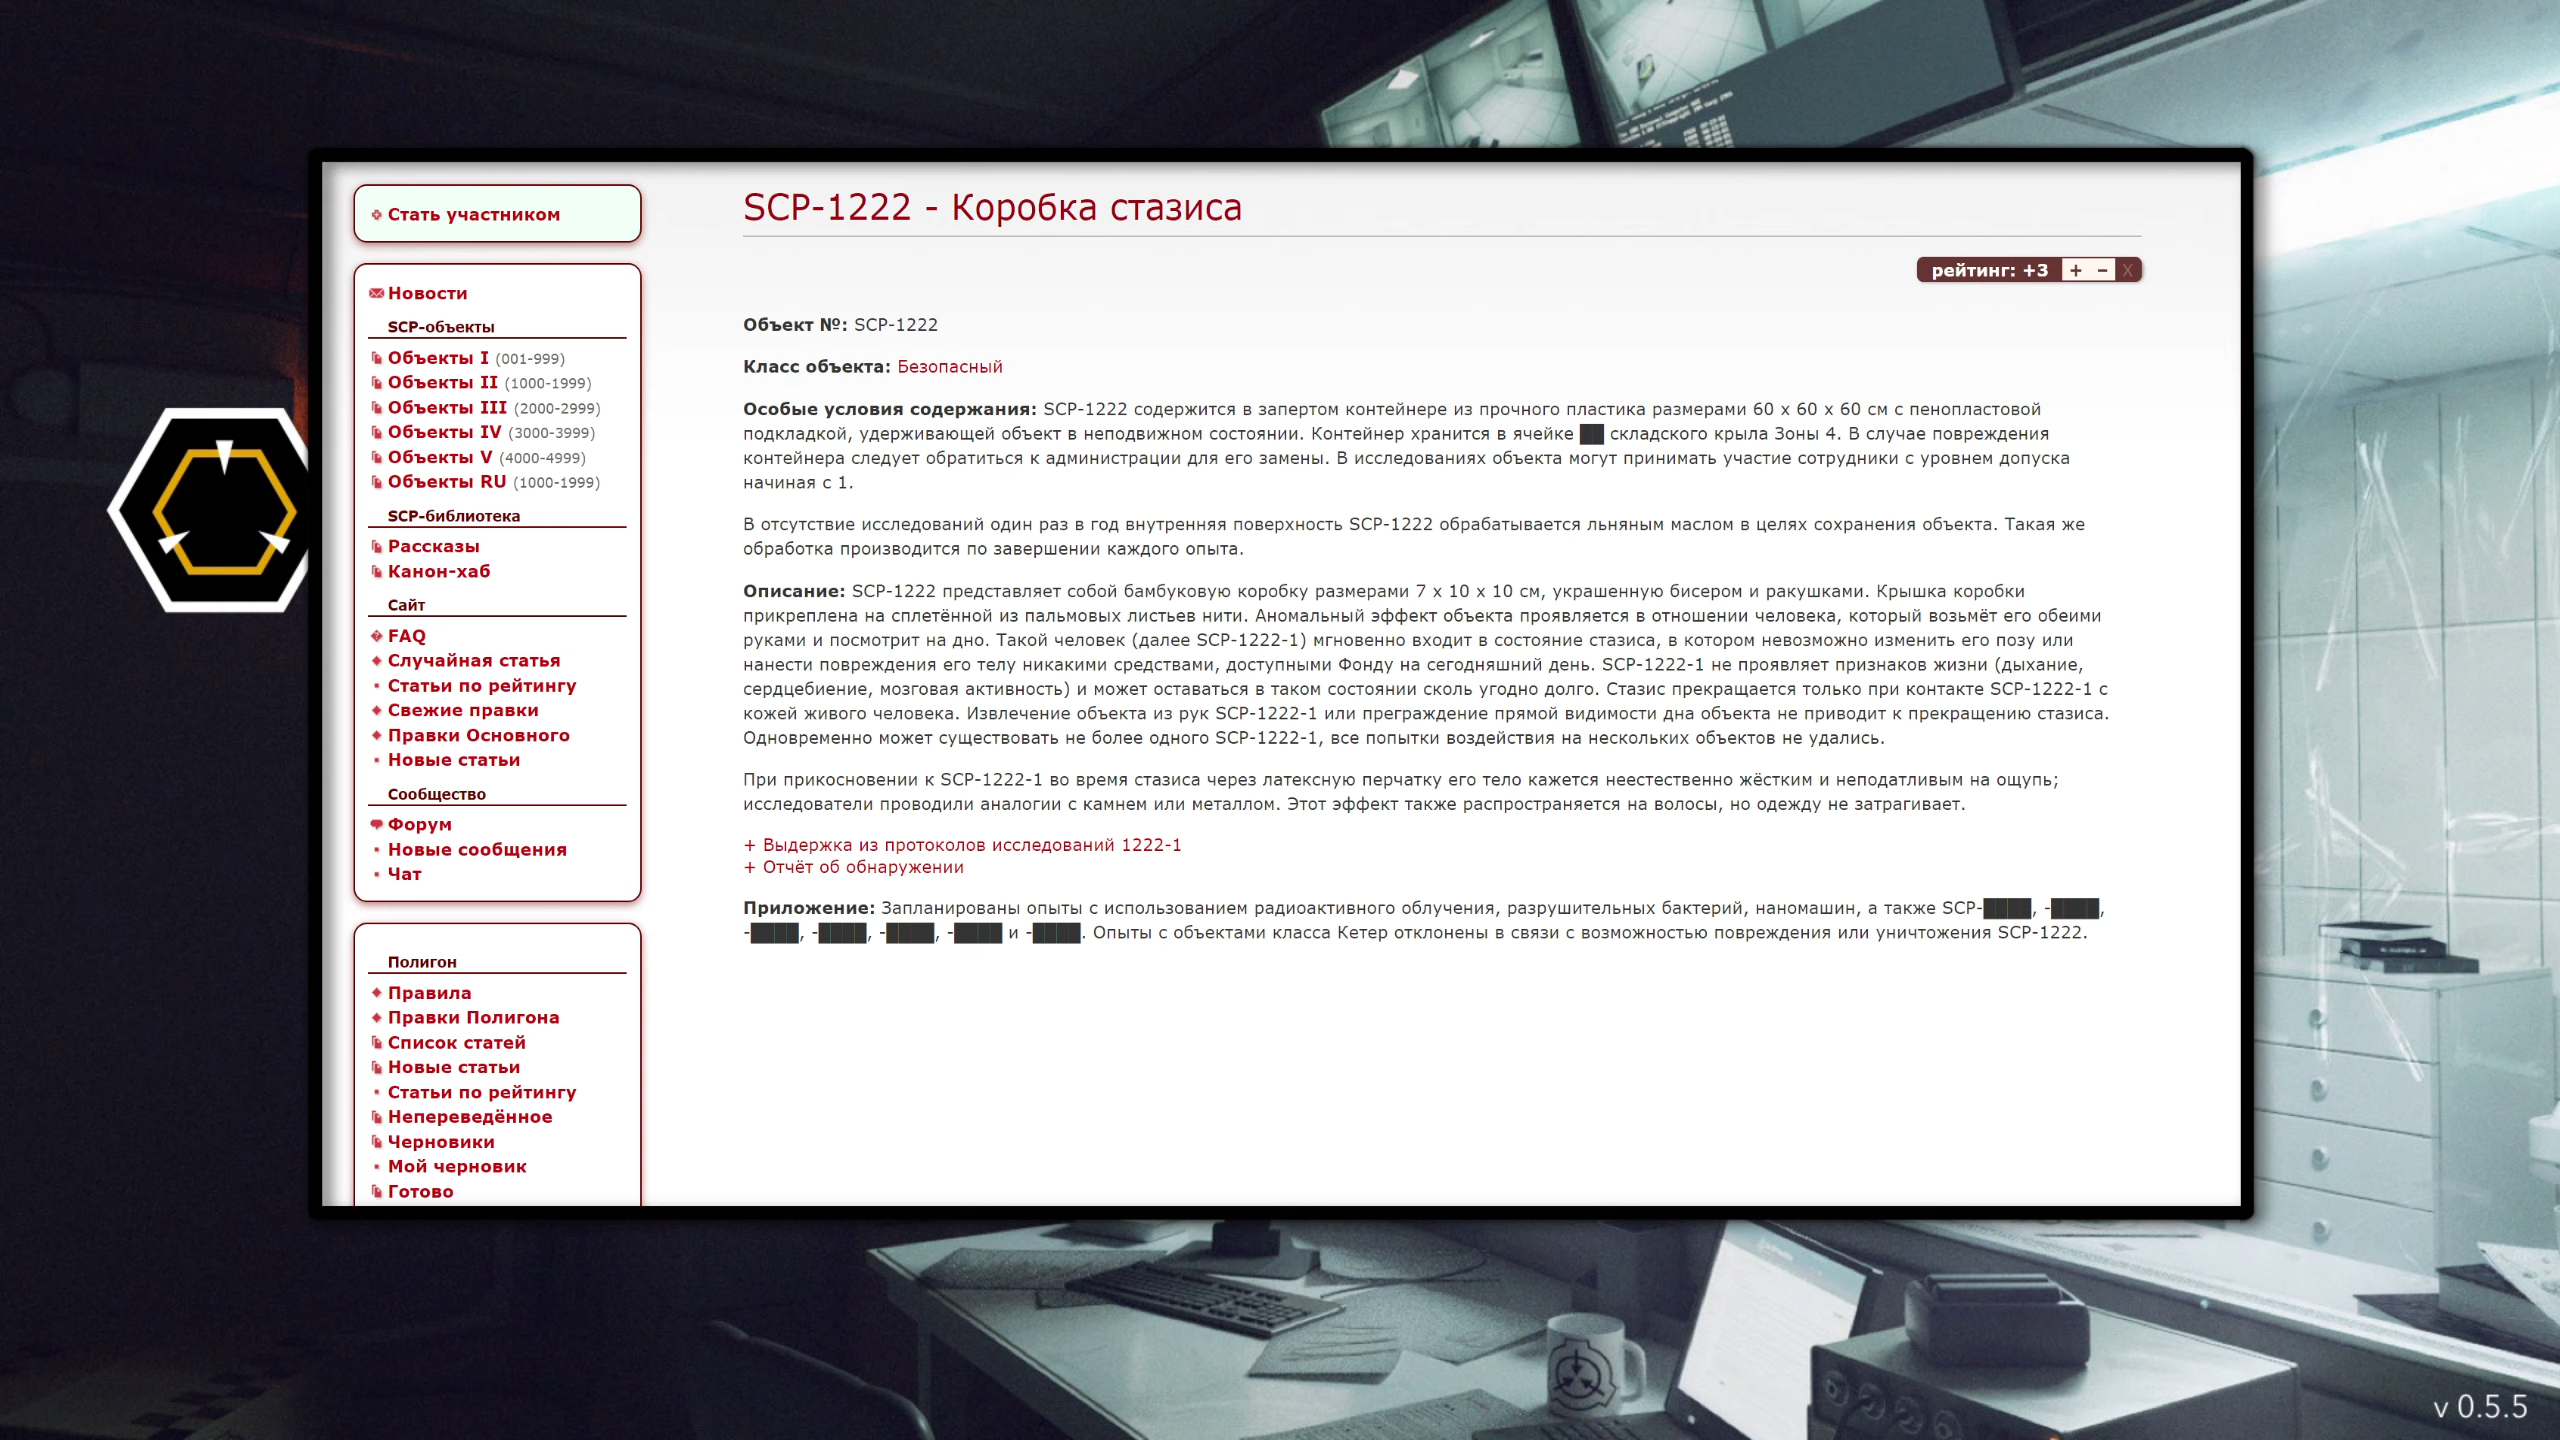 Стать участником
Новости
SCP-объекты
Объекты I (001-999)
Объекты II (1000-1999)
Объекты III (2000-2999)
Объекты IV (3000-3999)
Объекты V (4000-4999)
Объекты RU (1000-1999)
SCP-библиотека
Рассказы
Канон-хаб
Сайт
FAQ
Случайная статья
Статьи по рейтингу
Свежие правки
Правки Основного
Новые статьи
Сообщество
Форум
Новые сообщения
Чат
Полигон
Правила
Правки Полигона
Список статей
Новые статьи
Статьи по рейтингу
Непереведённое
Черновики
Мой черновик
Готово
SCP-1222 - Коробка стазиса
рейтинг: +3 + – X
Объект №: SCP-1222
Класс объекта: Безопасный
Особые условия содержания: SCP-1222 содержится в запертом контейнере из прочного пластика размерами 60 x 60 x 60 см с пенопластовой
подкладкой, удерживающей объект в неподвижном состоянии. Контейнер хранится в ячейке ██ складского крыла Зоны 4. В случае повреждения
контейнера следует обратиться к администрации для его замены. В исследованиях объекта могут принимать участие сотрудники с уровнем допуска
начиная с 1.
В отсутствие исследований один раз в год внутренняя поверхность SCP-1222 обрабатывается льняным маслом в целях сохранения объекта. Такая же
обработка производится по завершении каждого опыта.
Описание: SCP-1222 представляет собой бамбуковую коробку размерами 7 x 10 x 10 см, украшенную бисером и ракушками. Крышка коробки
прикреплена на сплетённой из пальмовых листьев нити. Аномальный эффект объекта проявляется в отношении человека, который возьмёт его обеими
руками и посмотрит на дно. Такой человек (далее SCP-1222-1) мгновенно входит в состояние стазиса, в котором невозможно изменить его позу или
нанести повреждения его телу никакими средствами, доступными Фонду на сегодняшний день. SCP-1222-1 не проявляет признаков жизни (дыхание,
сердцебиение, мозговая активность) и может оставаться в таком состоянии сколь угодно долго. Стазис прекращается только при контакте SCP-1222-1 с
кожей живого человека. Извлечение объекта из рук SCP-1222-1 или преграждение прямой видимости дна объекта не приводит к прекращению стазиса.
Одновременно может существовать не более одного SCP-1222-1, все попытки воздействия на нескольких объектов не удались.
При прикосновении к SCP-1222-1 во время стазиса через латексную перчатку его тело кажется неестественно жёстким и неподатливым на ощупь;
исследователи проводили аналогии с камнем или металлом. Этот эффект также распространяется на волосы, но одежду не затрагивает.
+ Выдержка из протоколов исследований 1222-1
+ Отчёт об обнаружении
Приложение: Запланированы опыты с использованием радиоактивного облучения, разрушительных бактерий, наномашин, а также SCP-████, -████,
-████, -████, -████, -████ и -████. Опыты с объектами класса Кетер отклонены в связи с возможностью повреждения или уничтожения SCP-1222.
v 0.5.5